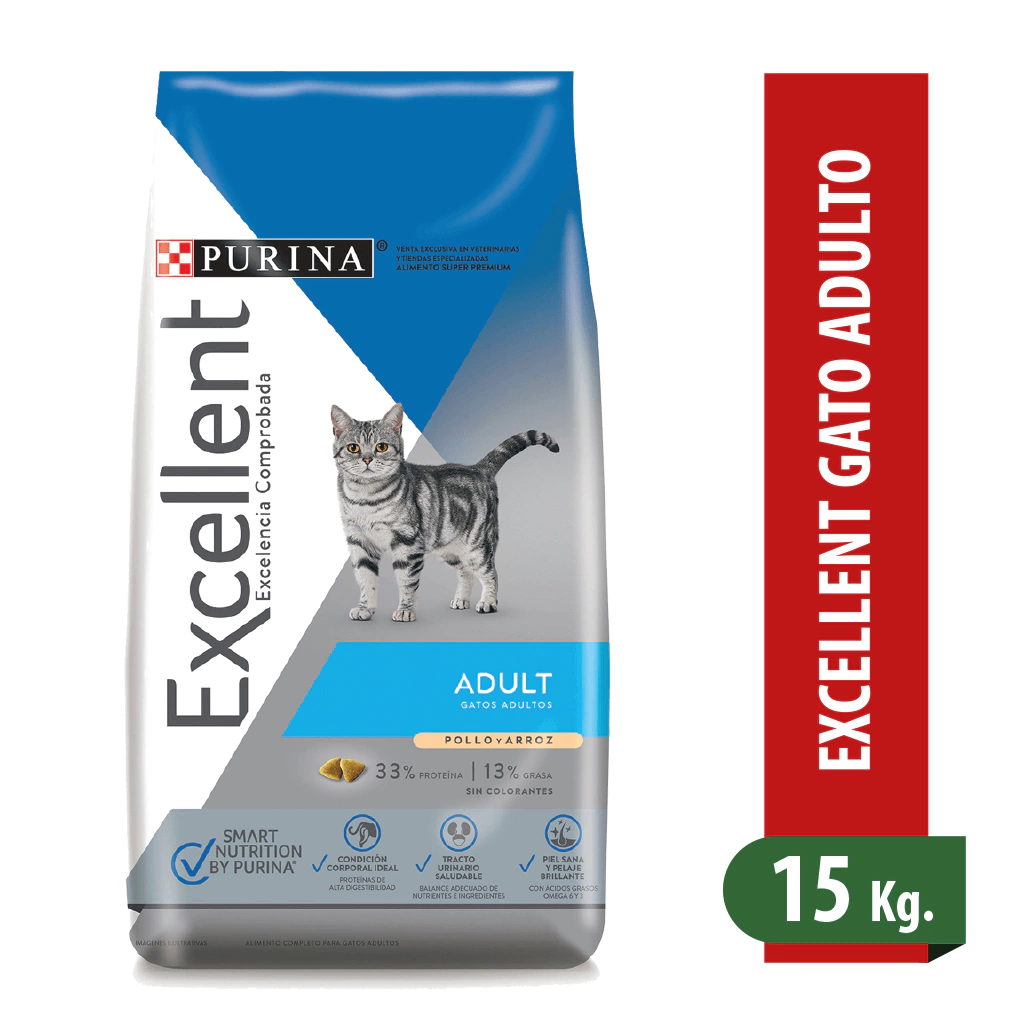 PURINA®
VENTA EXCLUSIVA EN VETERINARIAS
Y TIENDAS ESPECIALIZADAS
ALIMENTO SUPER PREMIUM
Excellent
Excelencia Comprobada
ADULT
GATOS ADULTOS
POLLO Y ARROZ
33% PROTEÍNA | 13% GRASA
SIN COLORANTES
SMART
NUTRITION
BY PURINA
CONDICIÓN
CORPORAL IDEAL
PROTEÍNAS DE
ALTA DIGESTIBILIDAD
TRACTO
URINARIO
SALUDABLE
BALANCE ADECUADO DE
NUTRIENTES E INGREDIENTES
PIEL SANA
Y PELAJE
BRILLANTE
CON ÁCIDOS GRASOS
OMEGA 6 Y 3
IMAGENES ILUSTRATIVAS
ALIMENTO COMPLETO PARA GATOS ADULTOS
EXCELLENT GATO ADULTO
15 Kg.